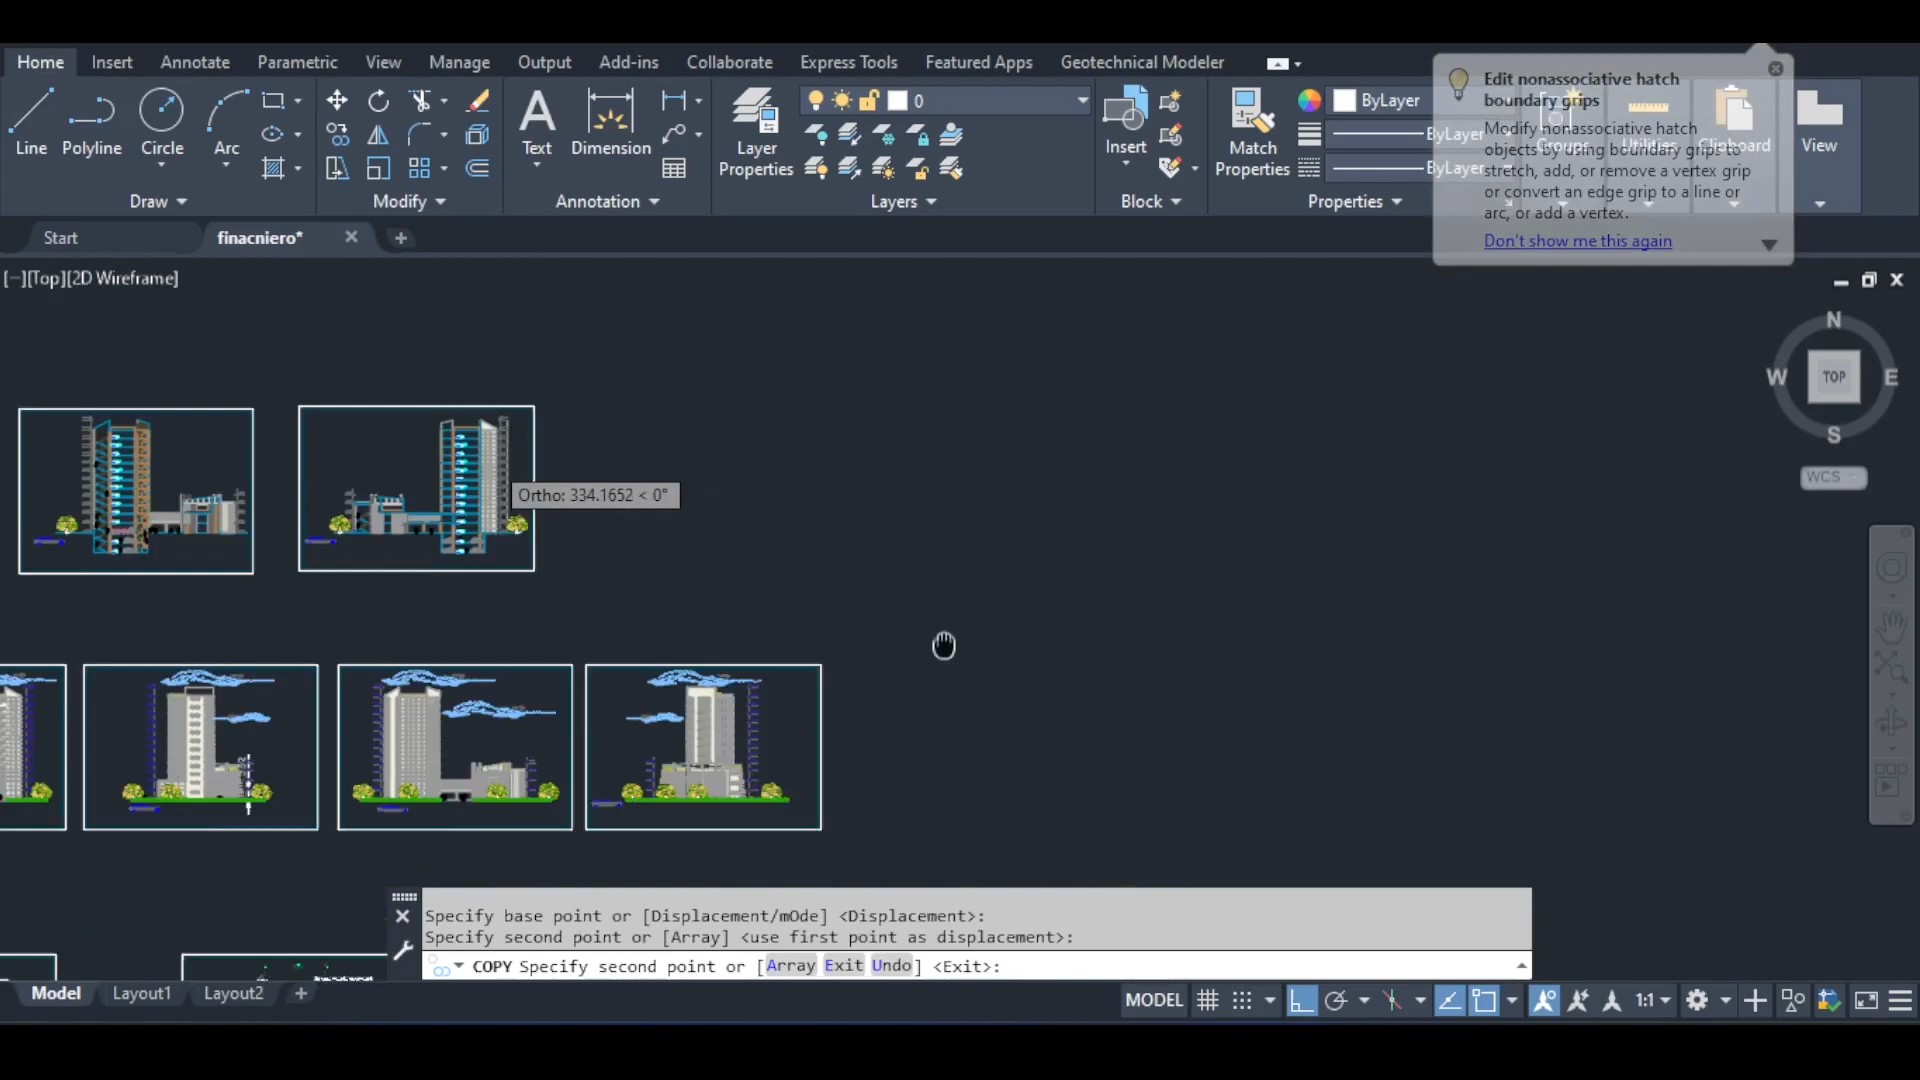 Home Insert Annotate Parametric View Manage Output Add-ins Collaborate Express Tools Featured Apps Geotechnical Modeler
Line Polyline Circle Arc
Text Dimension
Layer Properties
0
Insert
Match Properties
ByLayer
ByLayer
ByLayer
Groups Utilities Clipboard View
Draw Modify Annotation Layers Block Properties
Edit nonassociative hatch
boundary grips
Modify nonassociative hatch
objects by using boundary grips to
stretch, add, or remove a vertex grip
or convert an edge grip to a line or
arc, or add a vertex.
Don't show me this again
Start finacniero*
[−][Top][2D Wireframe]
N
W TOP E
S
WCS
Ortho: 334.1652 < 0°
Specify base point or [Displacement/mOde] <Displacement>:
Specify second point or [Array] <use first point as displacement>:
COPY Specify second point or [Array Exit Undo] <Exit>:
Model Layout1 Layout2 +
MODEL 1:1